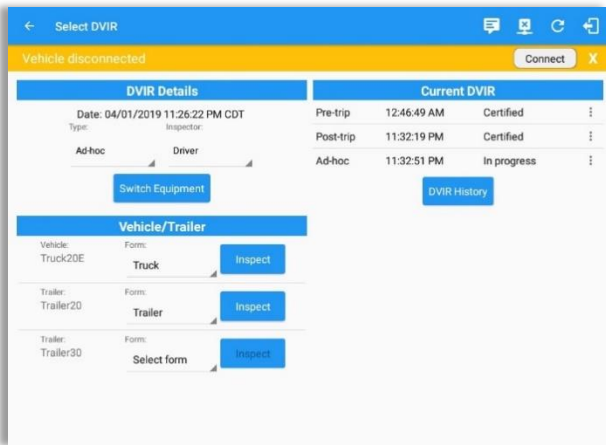 Select DVIR
Vehicle disconnected
Connect X
DVIR Details
Date: 04/01/2019 11:26:22 PM CDT
Type: Inspector:
Ad-hoc Driver
Switch Equipment
Vehicle/Trailer
Vehicle: Form:
Truck20E Truck Inspect
Trailer: Form:
Trailer20 Trailer Inspect
Trailer: Form:
Trailer30 Select form Inspect
Current DVIR
Pre-trip 12:46:49 AM Certified
Post-trip 11:32:19 PM Certified
Ad-hoc 11:32:51 PM In progress
DVIR History